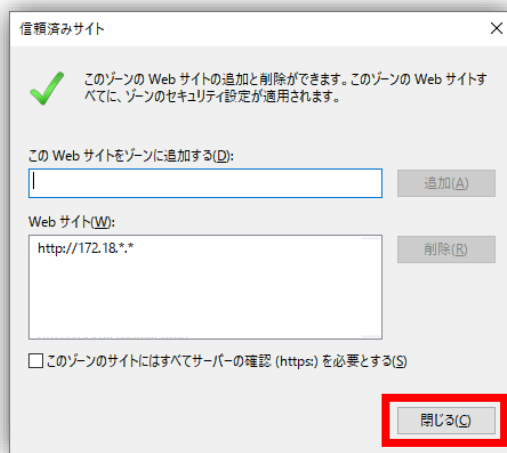 信頼済みサイト
このゾーンの Web サイトの追加と削除ができます。このゾーンの Web サイトす
べてに、ゾーンのセキュリティ設定が適用されます。
この Web サイトをゾーンに追加する(D):
追加(A)
Web サイト(W):
http://172.18.*.*
削除(R)
このゾーンのサイトにはすべてサーバーの確認 (https:) を必要とする(S)
閉じる(C)